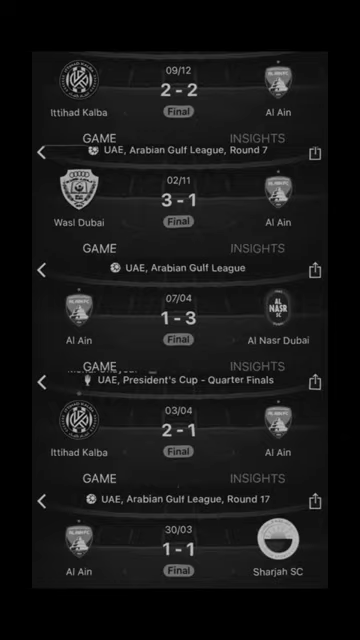 09/12
2 - 2
Ittihad Kalba Final Al Ain
GAME INSIGHTS
UAE, Arabian Gulf League, Round 7
02/11
3 - 1
Wasl Dubai Final Al Ain
GAME INSIGHTS
UAE, Arabian Gulf League
07/04
1 - 3
AL NASR SC
Al Ain Final Al Nasr Dubai
GAME INSIGHTS
UAE, President's Cup - Quarter Finals
03/04
2 - 1
Ittihad Kalba Final Al Ain
GAME INSIGHTS
UAE, Arabian Gulf League, Round 17
30/03
1 - 1
Al Ain Final Sharjah SC